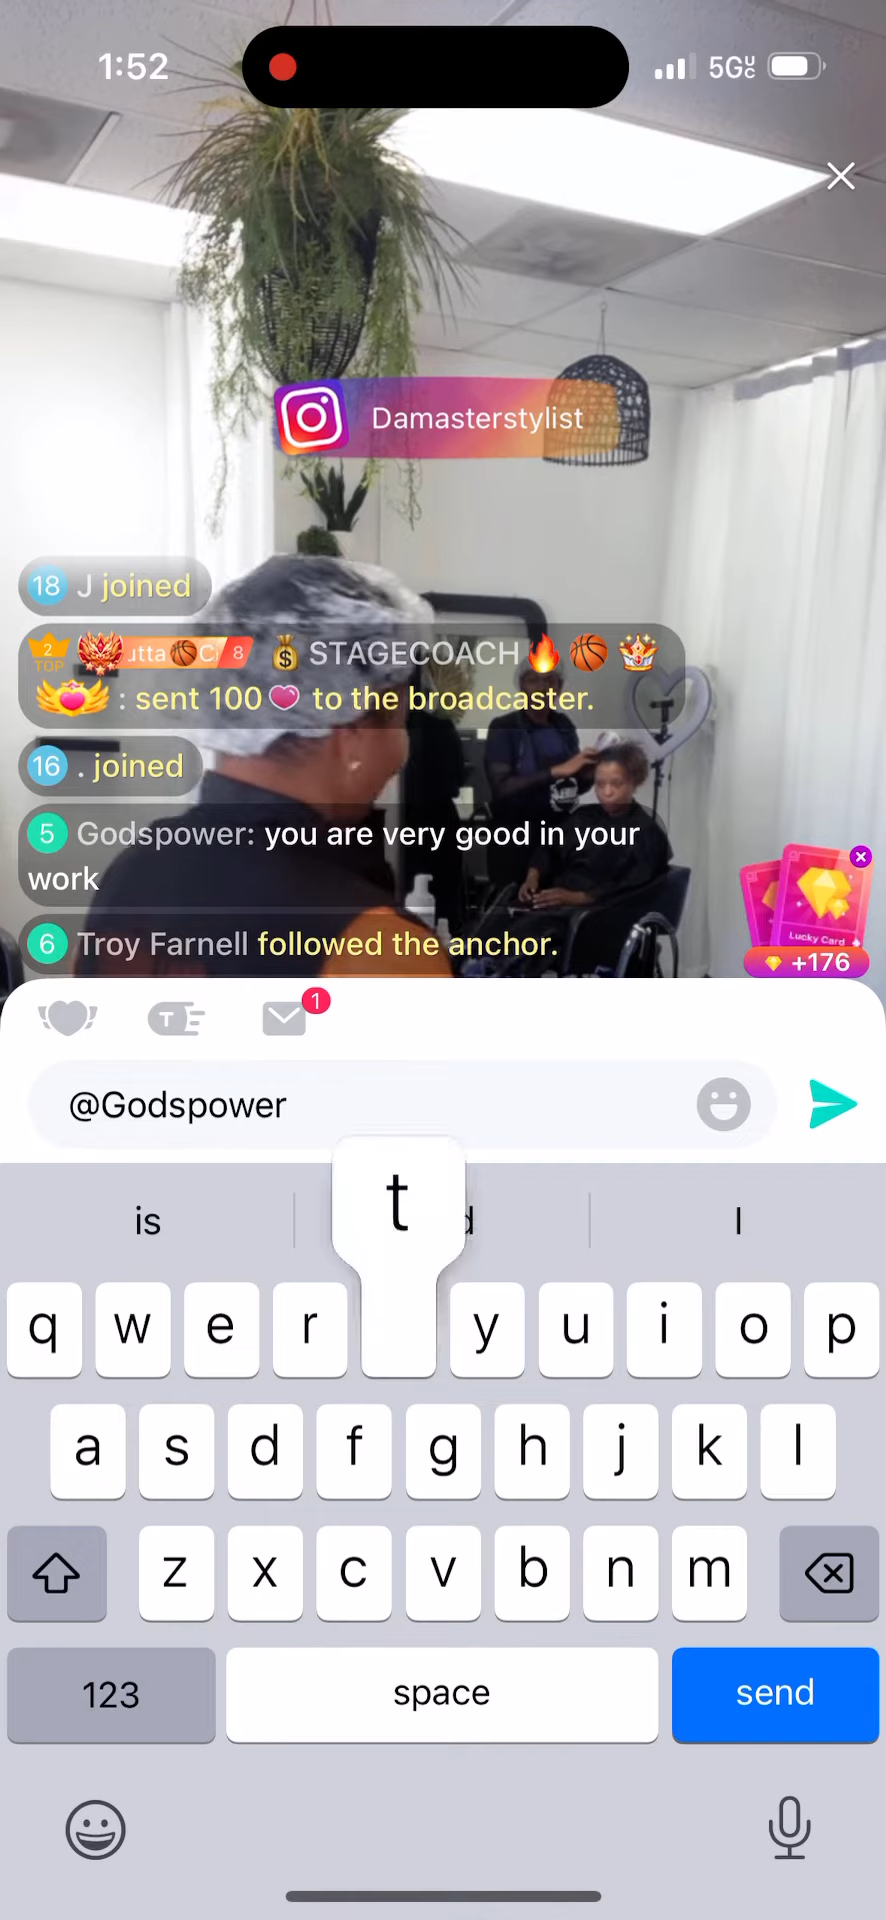 1:52
5GUC
Damasterstylist
18 J joined
2 TOP utta🏀C 8 💰 STAGECOACH🔥🏀
: sent 100💗 to the broadcaster.
16 . joined
5 Godspower: you are very good in your
work
6 Troy Farnell followed the anchor.
Lucky Card
+176
T
1
@Godspower
t
is
I
q w e r y u i o p
a s d f g h j k l
z x c v b n m
123 space send